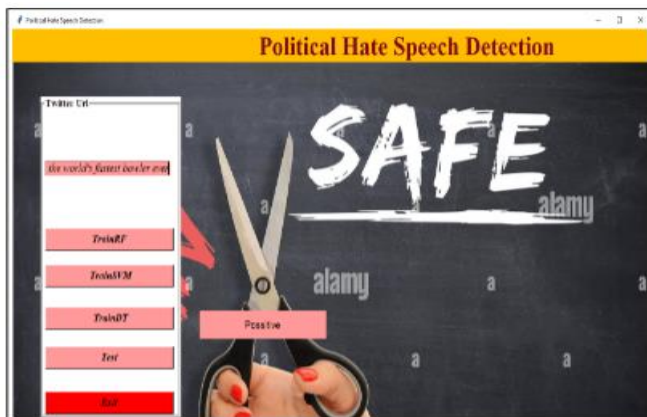 Political Hate Speech Detection
Political Hate Speech Detection
Twitter Url
the world's fastest bowler ever
TrainRF
TrainSVM
TrainDT
Test
Exit
SAFE
alamy
alamy
Possitive
a
a
a
a
a
a
a
a
a